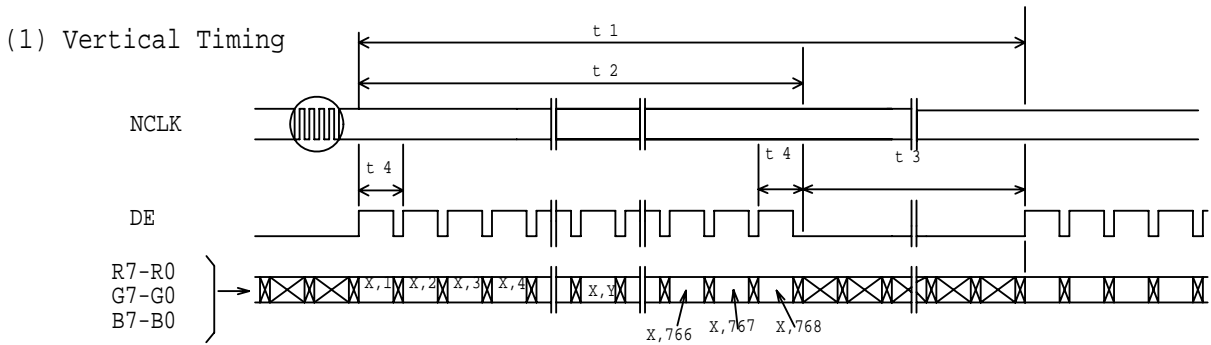 (1) Vertical Timing
t 1
t 2
NCLK
t 4
t 4
t 3
DE
R7-R0
G7-G0
B7-B0
X,1
X,2
X,3
X,4
X,Y
X,766
X,767
X,768